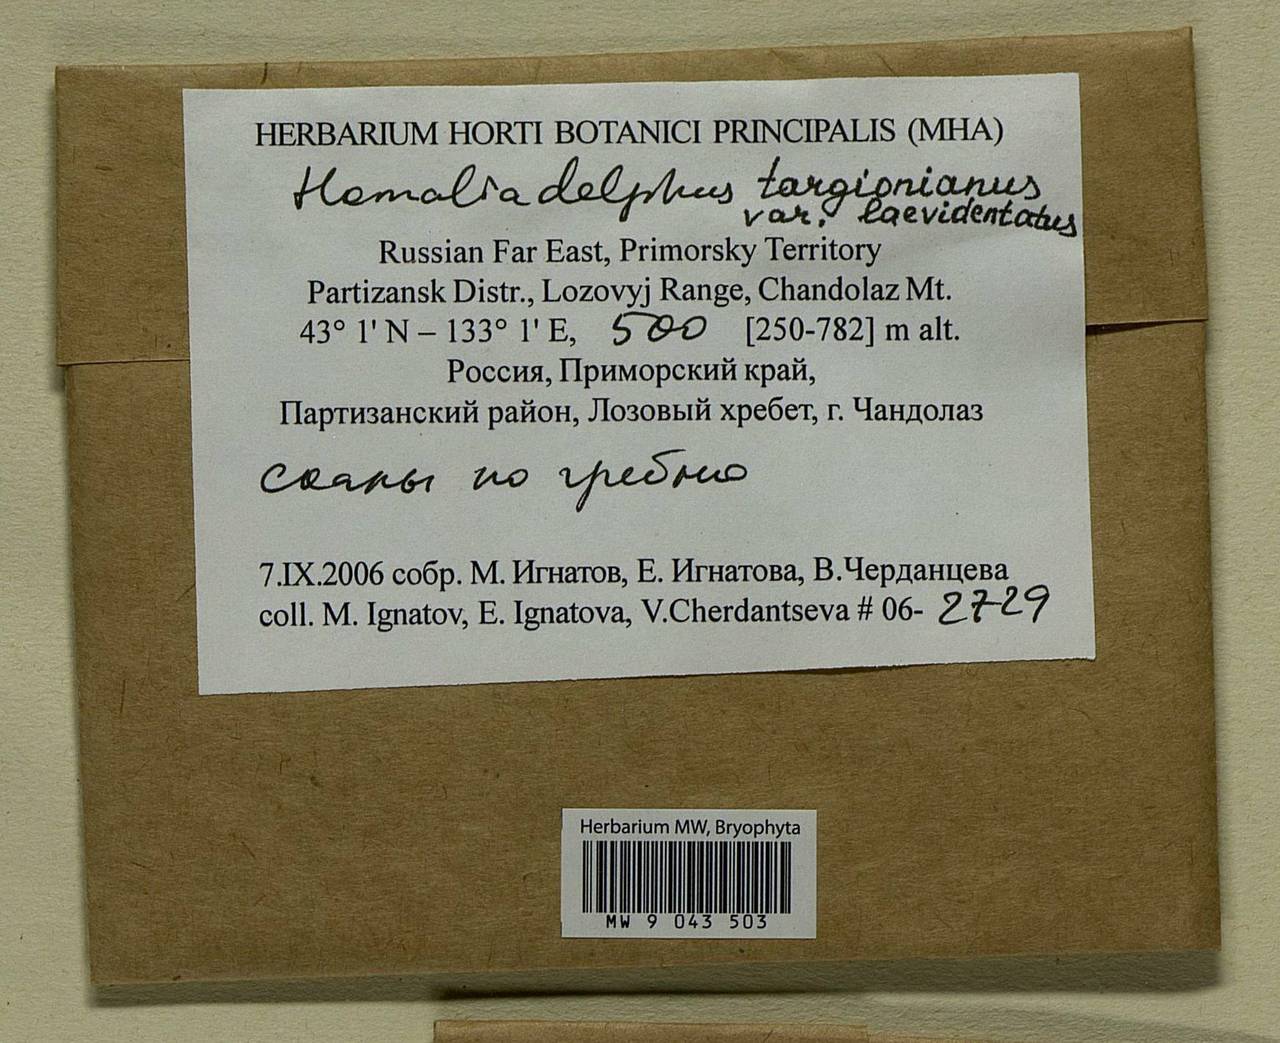 HERBARIUM HORTI BOTANICI PRINCIPALIS (MHA)
Homaliadelphus targionianus
var. laevidentatus
Russian Far East, Primorsky Territory
Partizansk Distr., Lozovyj Range, Chandolaz Mt.
43° 1' N – 133° 1' E, 500 [250-782] m alt.
Россия, Приморский край,
Партизанский район, Лозовый хребет, г. Чандолаз
скалы по гребню
7.IX.2006 собр. М. Игнатов, Е. Игнатова, В.Черданцева
coll. M. Ignatov, E. Ignatova, V.Cherdantseva # 06- 2729
Herbarium MW, Bryophyta
MW 9 043 503